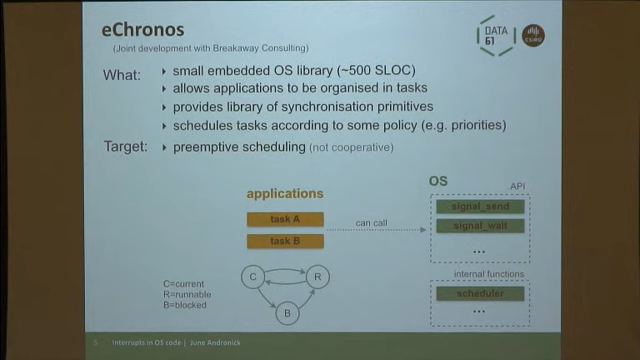 eChronos
(Joint development with Breakaway Consulting)
DATA
61
CSIRO
What:
small embedded OS library (~500 SLOC)
allows applications to be organised in tasks
provides library of synchronisation primitives
schedules tasks according to some policy (e.g. priorities)
Target:
preemptive scheduling (not cooperative)
applications
task A
task B
can call
OS
API
signal_send
signal_wait
...
internal functions
scheduler
...
C=current
R=runnable
B=blocked
C
R
B
5 Interrupts in OS code | June Andronick